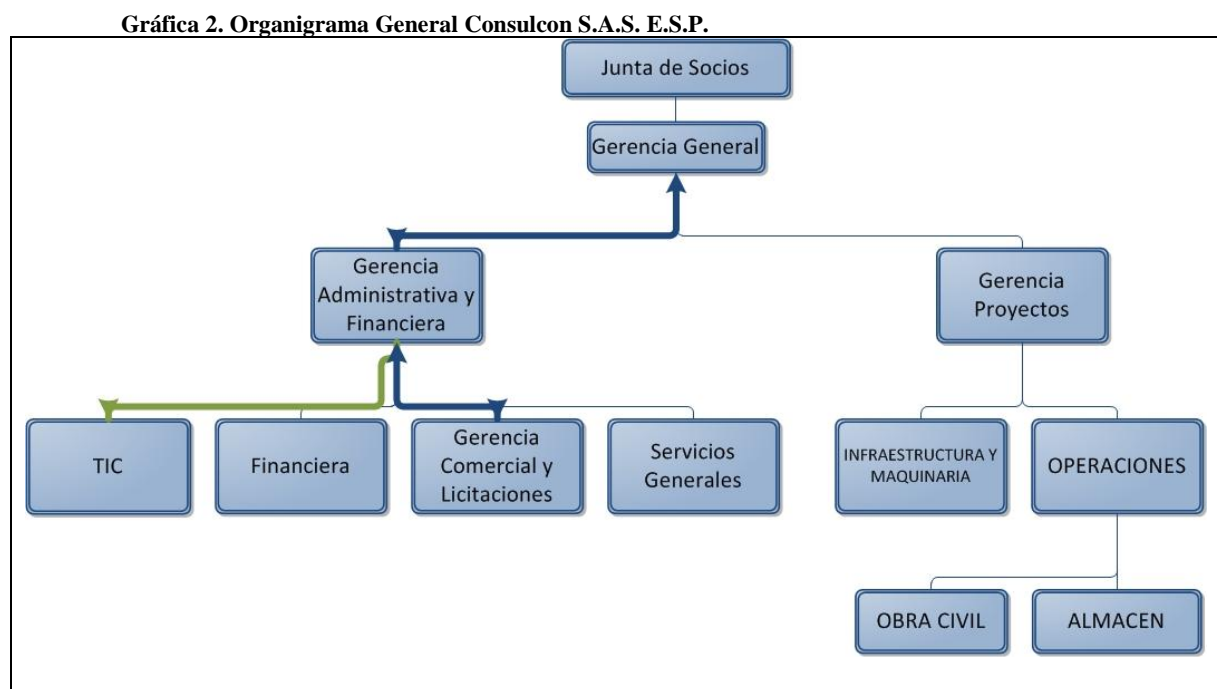 Gráfica 2. Organigrama General Consulcon S.A.S. E.S.P.
Junta de Socios
Gerencia General
Gerencia
Administrativa y
Financiera
Gerencia
Proyectos
TIC
Financiera
Gerencia
Comercial y
Licitaciones
Servicios
Generales
INFRAESTRUCTURA Y
MAQUINARIA
OPERACIONES
OBRA CIVIL
ALMACEN